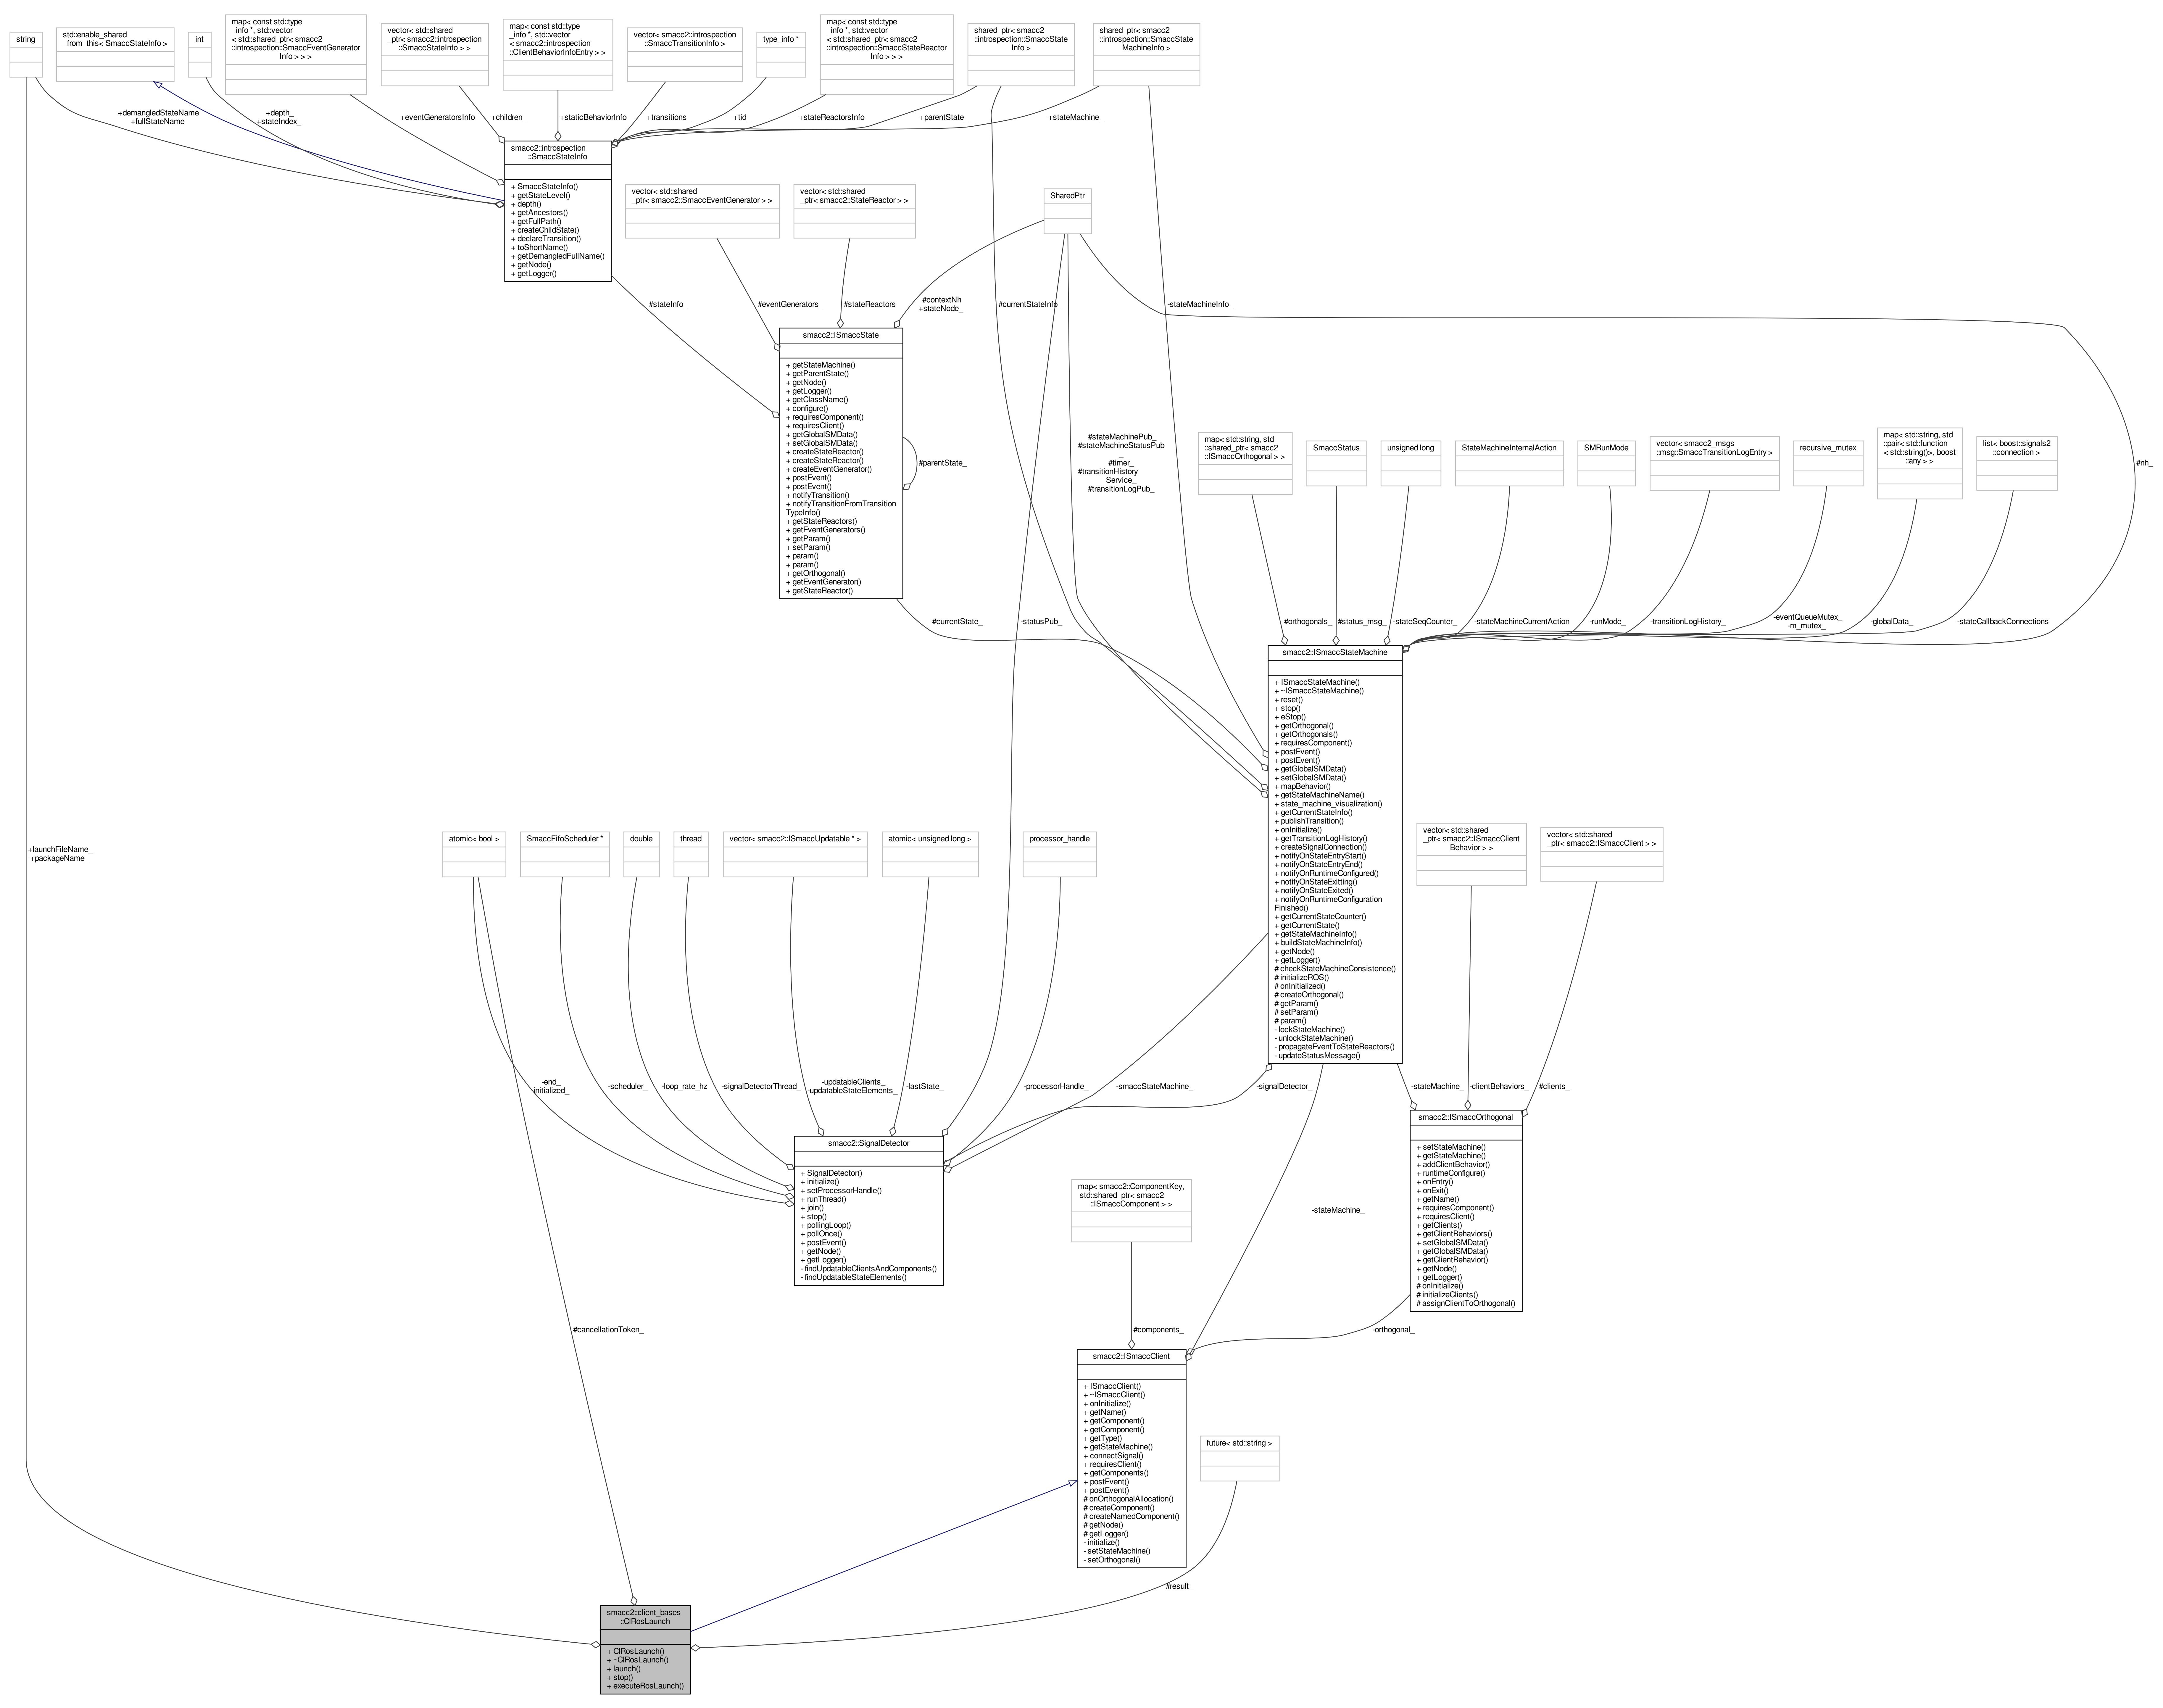 string
std::enable_shared
_from_this< SmaccStateInfo >
int
map< const std::type
_info *, std::vector
< std::shared_ptr< smacc2
::introspection::SmaccEventGenerator
Info > > >
vector< std::shared
_ptr< smacc2::introspection
::SmaccStateInfo > >
map< const std::type
_info *, std::vector
< smacc2::introspection
::ClientBehaviorInfoEntry > >
vector< smacc2::introspection
::SmaccTransitionInfo >
type_info *
map< const std::type
_info *, std::vector
< std::shared_ptr< smacc2
::introspection::SmaccStateReactor
Info > > >
shared_ptr< smacc2
::introspection::SmaccState
Info >
shared_ptr< smacc2
::introspection::SmaccState
MachineInfo >
+demangledStateName
+fullStateName
+depth_
+stateIndex_
+eventGeneratorsInfo
+children_
+staticBehaviorInfo
+transitions_
+tid_
+stateReactorsInfo
+parentState_
+stateMachine_
smacc2::introspection
::SmaccStateInfo
+ SmaccStateInfo()
+ getStateLevel()
+ depth()
+ getAncestors()
+ getFullPath()
+ createChildState()
+ declareTransition()
+ toShortName()
+ getDemangledFullName()
+ getNode()
+ getLogger()
vector< std::shared
_ptr< smacc2::SmaccEventGenerator > >
vector< std::shared
_ptr< smacc2::StateReactor > >
SharedPtr
#stateInfo_
#eventGenerators_
#stateReactors_
#contextNh
+stateNode_
#currentStateInfo_
-stateMachineInfo_
smacc2::ISmaccState
+ getStateMachine()
+ getParentState()
+ getNode()
+ getLogger()
+ getClassName()
+ configure()
+ requiresComponent()
+ requiresClient()
+ getGlobalSMData()
+ setGlobalSMData()
+ createStateReactor()
+ createStateReactor()
+ createEventGenerator()
+ postEvent()
+ postEvent()
+ notifyTransition()
+ notifyTransitionFromTransition
TypeInfo()
+ getStateReactors()
+ getEventGenerators()
+ getParam()
+ setParam()
+ param()
+ param()
+ getOrthogonal()
+ getEventGenerator()
+ getStateReactor()
#parentState_
#stateMachinePub_
#stateMachineStatusPub
_
#timer_
#transitionHistory
Service_
#transitionLogPub_
map< std::string, std
::shared_ptr< smacc2
::ISmaccOrthogonal > >
SmaccStatus
unsigned long
StateMachineInternalAction
SMRunMode
vector< smacc2_msgs
::msg::SmaccTransitionLogEntry >
recursive_mutex
map< std::string, std
::pair< std::function
< std::string()>, boost
::any > >
list< boost::signals2
::connection >
#nh_
#currentState_
-statusPub_
#orthogonals_
#status_msg_
-stateSeqCounter_
-stateMachineCurrentAction
-runMode_
-transitionLogHistory_
-eventQueueMutex_
-m_mutex_
-globalData_
-stateCallbackConnections
smacc2::ISmaccStateMachine
+ ISmaccStateMachine()
+ ~ISmaccStateMachine()
+ reset()
+ stop()
+ eStop()
+ getOrthogonal()
+ getOrthogonals()
+ requiresComponent()
+ postEvent()
+ postEvent()
+ getGlobalSMData()
+ setGlobalSMData()
+ mapBehavior()
+ getStateMachineName()
+ state_machine_visualization()
+ getCurrentStateInfo()
+ publishTransition()
+ onInitialize()
+ getTransitionLogHistory()
+ createSignalConnection()
+ notifyOnStateEntryStart()
+ notifyOnStateEntryEnd()
+ notifyOnRuntimeConfigured()
+ notifyOnStateExitting()
+ notifyOnStateExited()
+ notifyOnRuntimeConfiguration
Finished()
+ getCurrentStateCounter()
+ getCurrentState()
+ getStateMachineInfo()
+ buildStateMachineInfo()
+ getNode()
+ getLogger()
# checkStateMachineConsistence()
# initializeROS()
# onInitialized()
# createOrthogonal()
# getParam()
# setParam()
# param()
- lockStateMachine()
- unlockStateMachine()
- propagateEventToStateReactors()
- updateStatusMessage()
+launchFileName_
+packageName_
atomic< bool >
SmaccFifoScheduler *
double
thread
vector< smacc2::ISmaccUpdatable * >
atomic< unsigned long >
processor_handle
vector< std::shared
_ptr< smacc2::ISmaccClient
Behavior > >
vector< std::shared
_ptr< smacc2::ISmaccClient > >
-end_
-initialized_
-scheduler_
-loop_rate_hz
-signalDetectorThread_
-updatableClients_
-updatableStateElements_
-lastState_
-processorHandle_
-smaccStateMachine_
-signalDetector_
-stateMachine_
-clientBehaviors_
#clients_
smacc2::SignalDetector
+ SignalDetector()
+ initialize()
+ setProcessorHandle()
+ runThread()
+ join()
+ stop()
+ pollingLoop()
+ pollOnce()
+ postEvent()
+ getNode()
+ getLogger()
- findUpdatableClientsAndComponents()
- findUpdatableStateElements()
smacc2::ISmaccOrthogonal
+ setStateMachine()
+ getStateMachine()
+ addClientBehavior()
+ runtimeConfigure()
+ onEntry()
+ onExit()
+ getName()
+ requiresComponent()
+ requiresClient()
+ getClients()
+ getClientBehaviors()
+ setGlobalSMData()
+ getGlobalSMData()
+ getClientBehavior()
+ getNode()
+ getLogger()
# onInitialize()
# initializeClients()
# assignClientToOrthogonal()
map< smacc2::ComponentKey,
std::shared_ptr< smacc2
::ISmaccComponent > >
-stateMachine_
#cancellationToken_
#components_
-orthogonal_
smacc2::ISmaccClient
+ ISmaccClient()
+ ~ISmaccClient()
+ onInitialize()
+ getName()
+ getComponent()
+ getComponent()
+ getType()
+ getStateMachine()
+ connectSignal()
+ requiresClient()
+ getComponents()
+ postEvent()
+ postEvent()
# onOrthogonalAllocation()
# createComponent()
# createNamedComponent()
# getNode()
# getLogger()
- initialize()
- setStateMachine()
- setOrthogonal()
future< std::string >
#result_
smacc2::client_bases
::ClRosLaunch
+ ClRosLaunch()
+ ~ClRosLaunch()
+ launch()
+ stop()
+ executeRosLaunch()